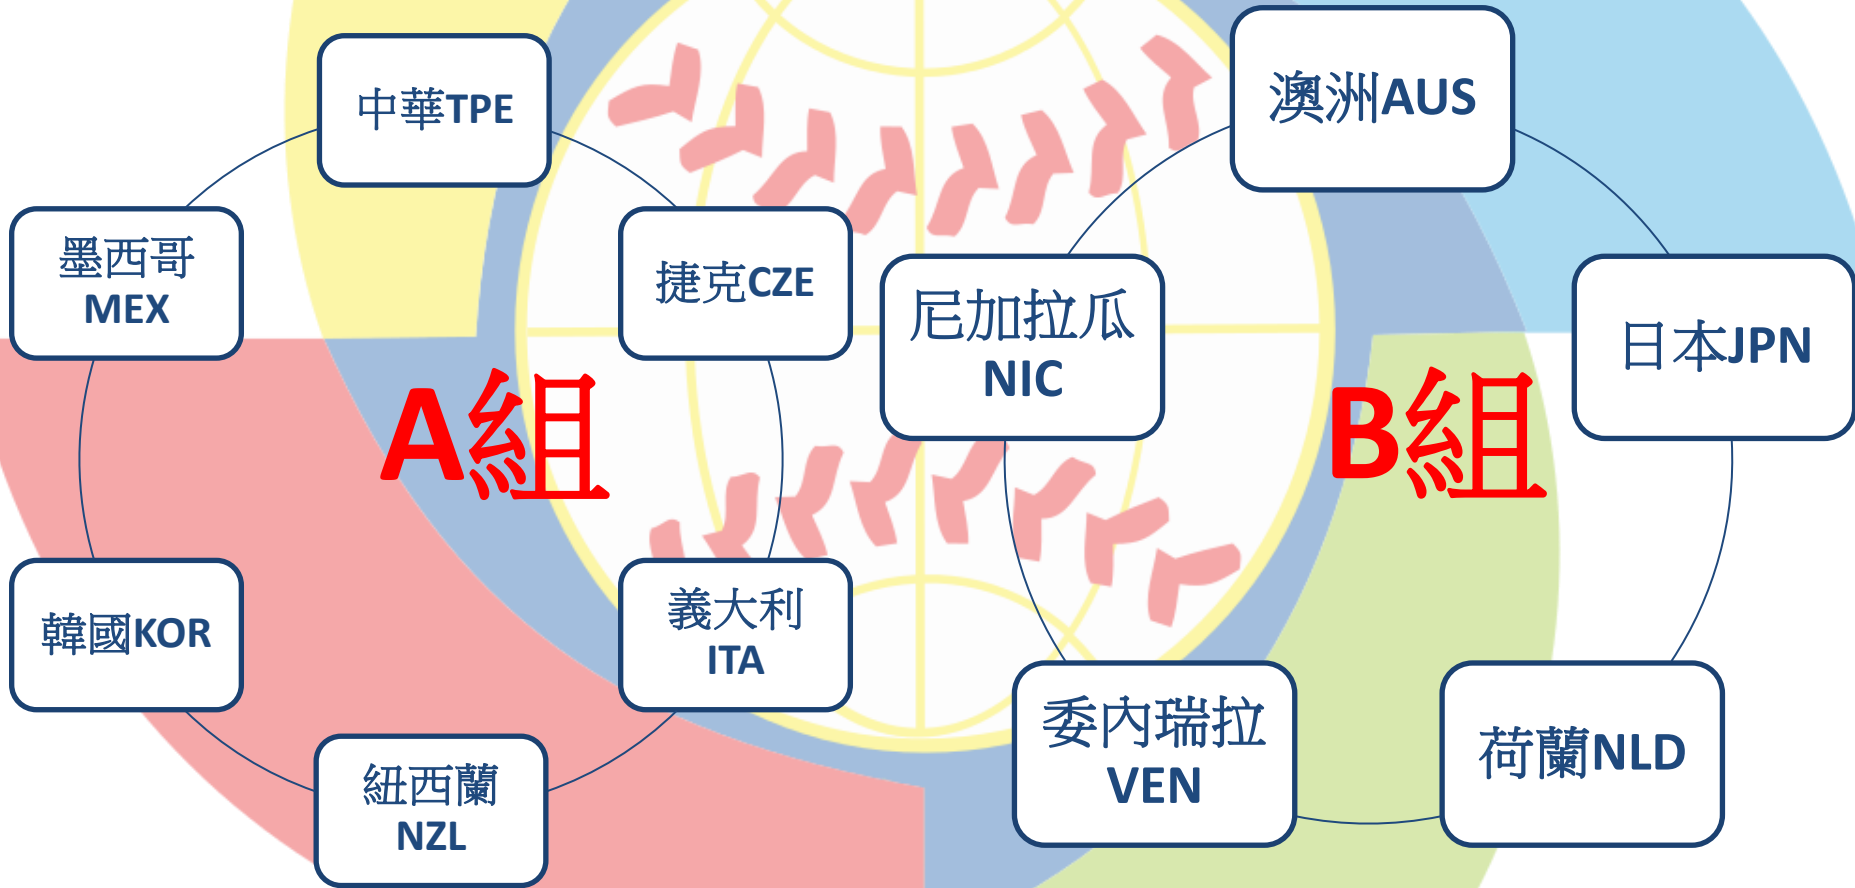 中華TPE
捷克CZE
義大利
ITA
紐西蘭
NZL
韓國KOR
墨西哥
MEX
A組
澳洲AUS
日本JPN
荷蘭NLD
委內瑞拉
VEN
尼加拉瓜
NIC
B組